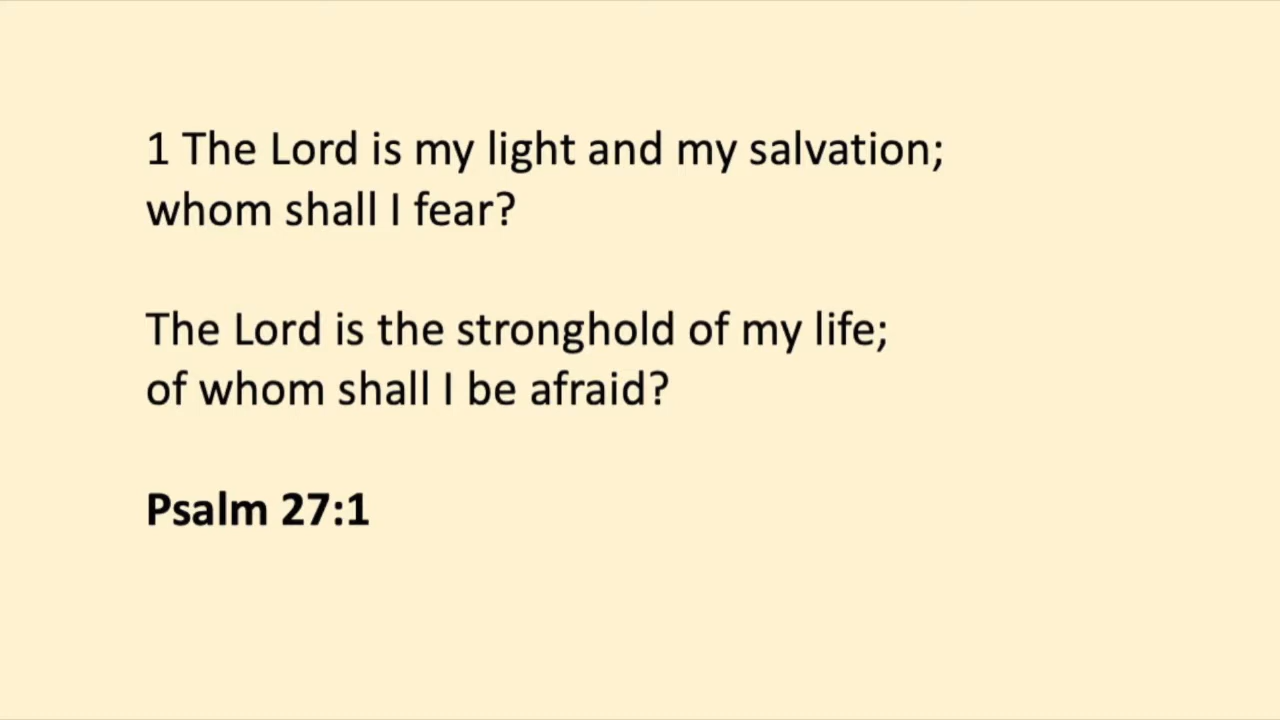 1 The Lord is my light and my salvation;
whom shall I fear?
The Lord is the stronghold of my life;
of whom shall I be afraid?
Psalm 27:1